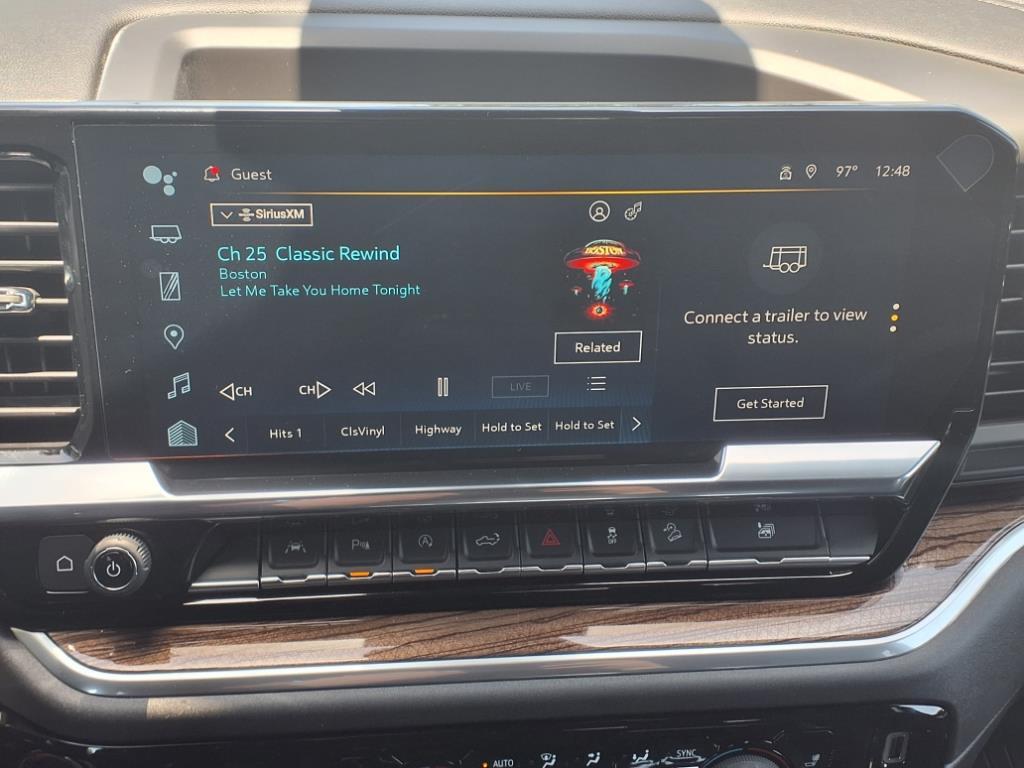 Guest
97° 12:48
SiriusXM
Ch 25 Classic Rewind
Boston
Let Me Take You Home Tonight
BOSTON
Related
CH
CH
LIVE
Hits 1
ClsVinyl
Highway
Hold to Set
Hold to Set
Connect a trailer to view
status.
Get Started
P
A
OFF
AUTO
SYNC